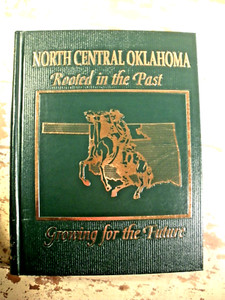 NORTH CENTRAL OKLAHOMA
Rooted in the Past
Growing for the Future